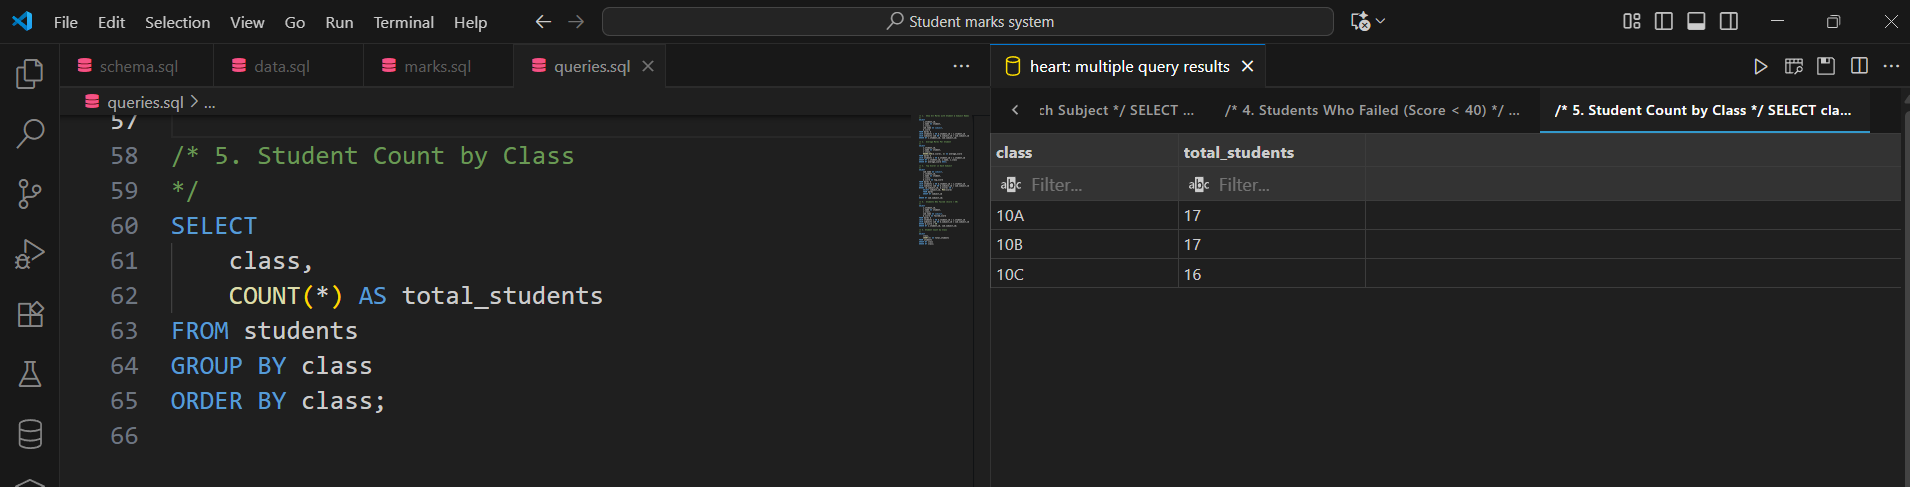 File Edit Selection View Go Run Terminal Help
Student marks system
schema.sql
data.sql
marks.sql
queries.sql
queries.sql > ...
57
58 /* 5. Student Count by Class
59 */
60 SELECT
61 class,
62 COUNT(*) AS total_students
63 FROM students
64 GROUP BY class
65 ORDER BY class;
66
heart: multiple query results
ch Subject */ SELECT ...
/* 4. Students Who Failed (Score < 40) */ ...
/* 5. Student Count by Class */ SELECT cla...
class total_students
abc Filter... abc Filter...
10A 17
10B 17
10C 16